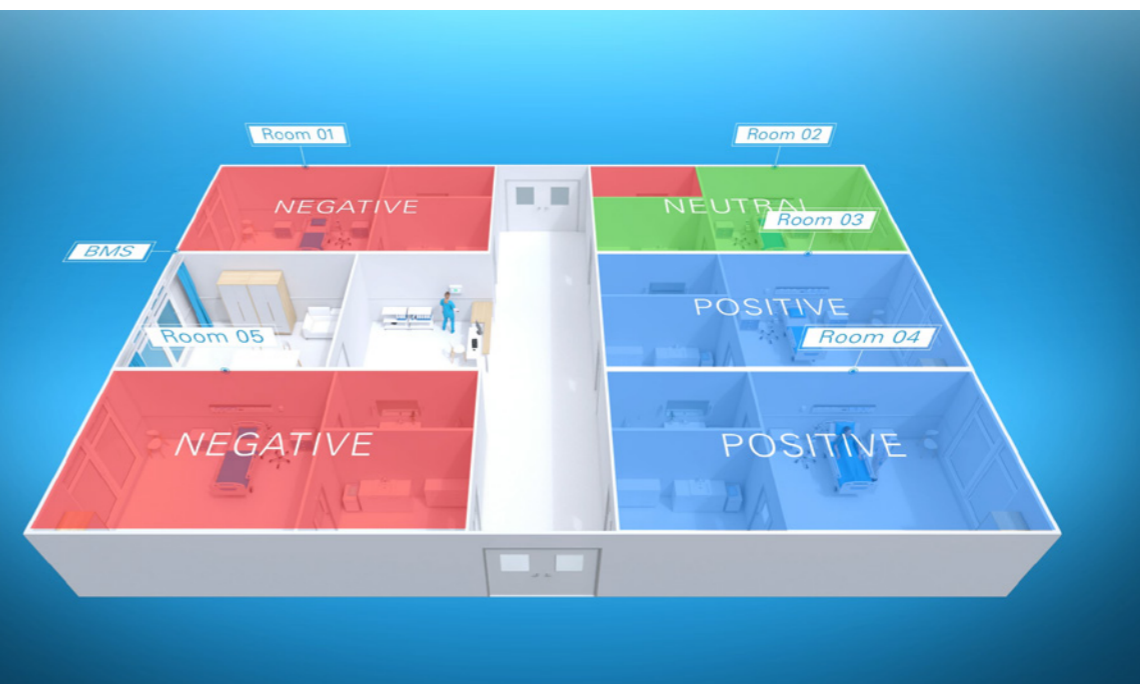 Room 01
Room 02
NEGATIVE
NEUTRAL
Room 03
BMS
POSITIVE
Room 05
Room 04
NEGATIVE
POSITIVE